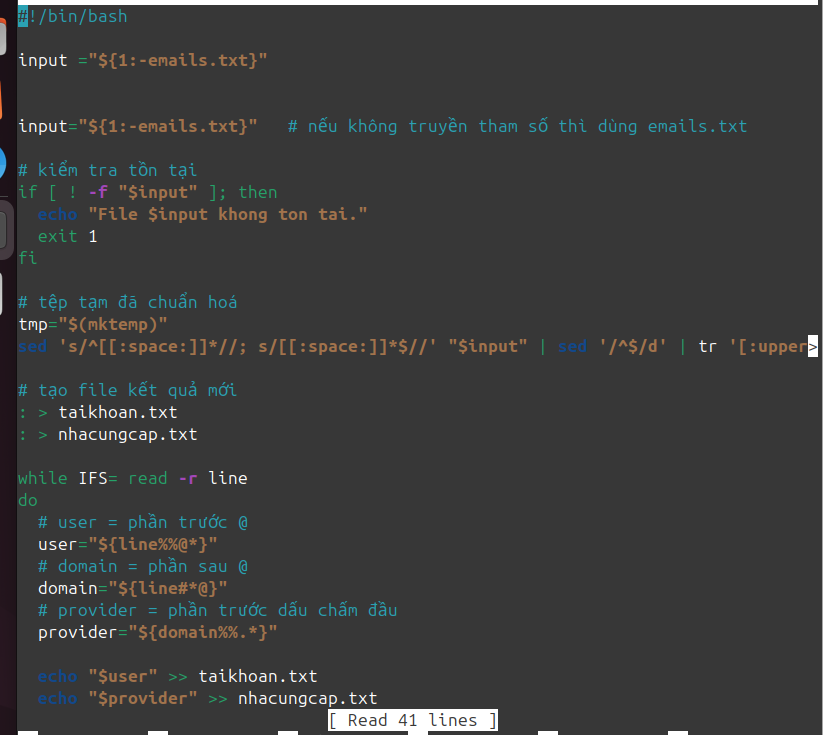 #!/bin/bash
input ="${1:-emails.txt}"
input="${1:-emails.txt}"   # nếu không truyền tham số thì dùng emails.txt
# kiểm tra tồn tại
if [ ! -f "$input" ]; then
  echo "File $input khong ton tai."
  exit 1
fi
# tệp tạm đã chuẩn hoá
tmp="$(mktemp)"
sed 's/^[[:space:]]*//; s/[[:space:]]*$//' "$input" | sed '/^$/d' | tr '[:upper>
# tạo file kết quả mới
: > taikhoan.txt
: > nhacungcap.txt
while IFS= read -r line
do
  # user = phần trước @
  user="${line%%@*}"
  # domain = phần sau @
  domain="${line#*@}"
  # provider = phần trước dấu chấm đầu
  provider="${domain%%.*}"
  echo "$user" >> taikhoan.txt
  echo "$provider" >> nhacungcap.txt
[ Read 41 lines ]